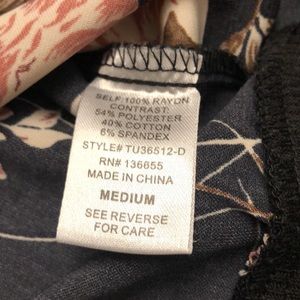 SELF: 100% RAYON
CONTRAST:
54% POLYESTER
40% COTTON
6% SPANDEX
STYLE# TU36512-D
RN# 136655
MADE IN CHINA
MEDIUM
SEE REVERSE
FOR CARE